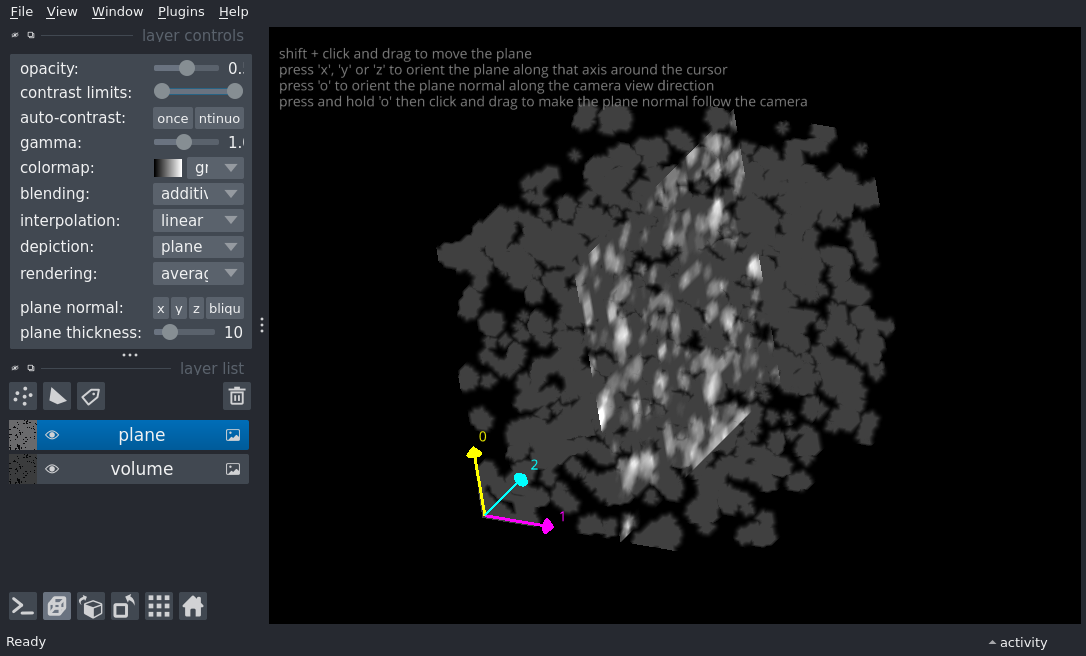 File View Window Plugins Help
layer controls
opacity: 0.
contrast limits:
auto-contrast: once ntinuo
gamma: 1.
colormap: gr
blending: additiv
interpolation: linear
depiction: plane
rendering: averag
plane normal: x y z bliqu
plane thickness: 10
layer list
plane
volume
shift + click and drag to move the plane
press 'x', 'y' or 'z' to orient the plane along that axis around the cursor
press 'o' to orient the plane normal along the camera view direction
press and hold 'o' then click and drag to make the plane normal follow the camera
0
2
1
Ready
activity